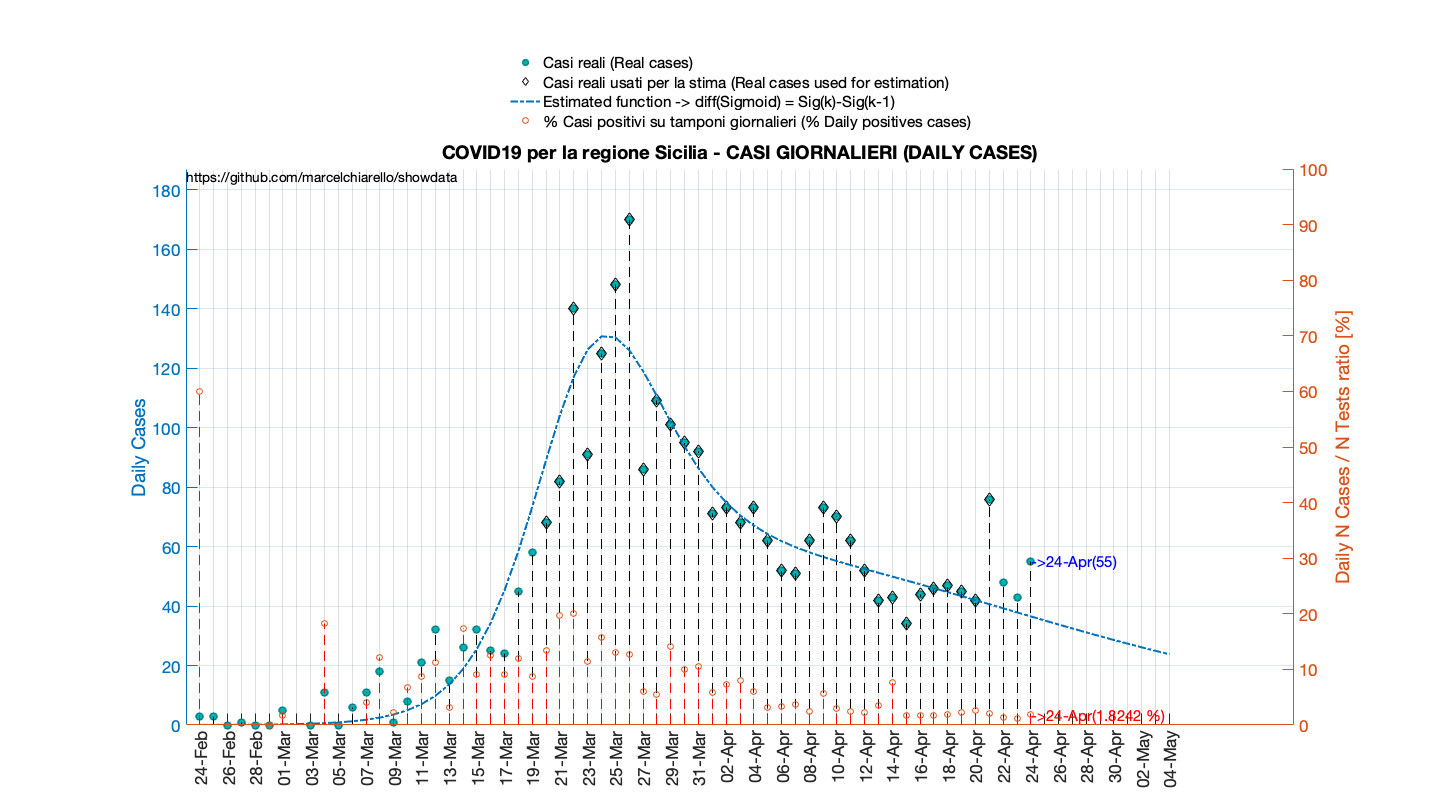 Casi reali (Real cases)
Casi reali usati per la stima (Real cases used for estimation)
Estimated function -> diff(Sigmoid) = Sig(k)-Sig(k-1)
% Casi positivi su tamponi giornalieri (% Daily positives cases)
COVID19 per la regione Sicilia - CASI GIORNALIERI (DAILY CASES)
https://github.com/marcelchiarello/showdata
Daily Cases
180
160
140
120
100
80
60
40
20
0
100
90
80
70
60
50
40
30
20
10
0
Daily N Cases / N Tests ratio [%]
->24-Apr(55)
->24-Apr(1.8242 %)
24-Feb
26-Feb
28-Feb
01-Mar
03-Mar
05-Mar
07-Mar
09-Mar
11-Mar
13-Mar
15-Mar
17-Mar
19-Mar
21-Mar
23-Mar
25-Mar
27-Mar
29-Mar
31-Mar
02-Apr
04-Apr
06-Apr
08-Apr
10-Apr
12-Apr
14-Apr
16-Apr
18-Apr
20-Apr
22-Apr
24-Apr
26-Apr
28-Apr
30-Apr
02-May
04-May